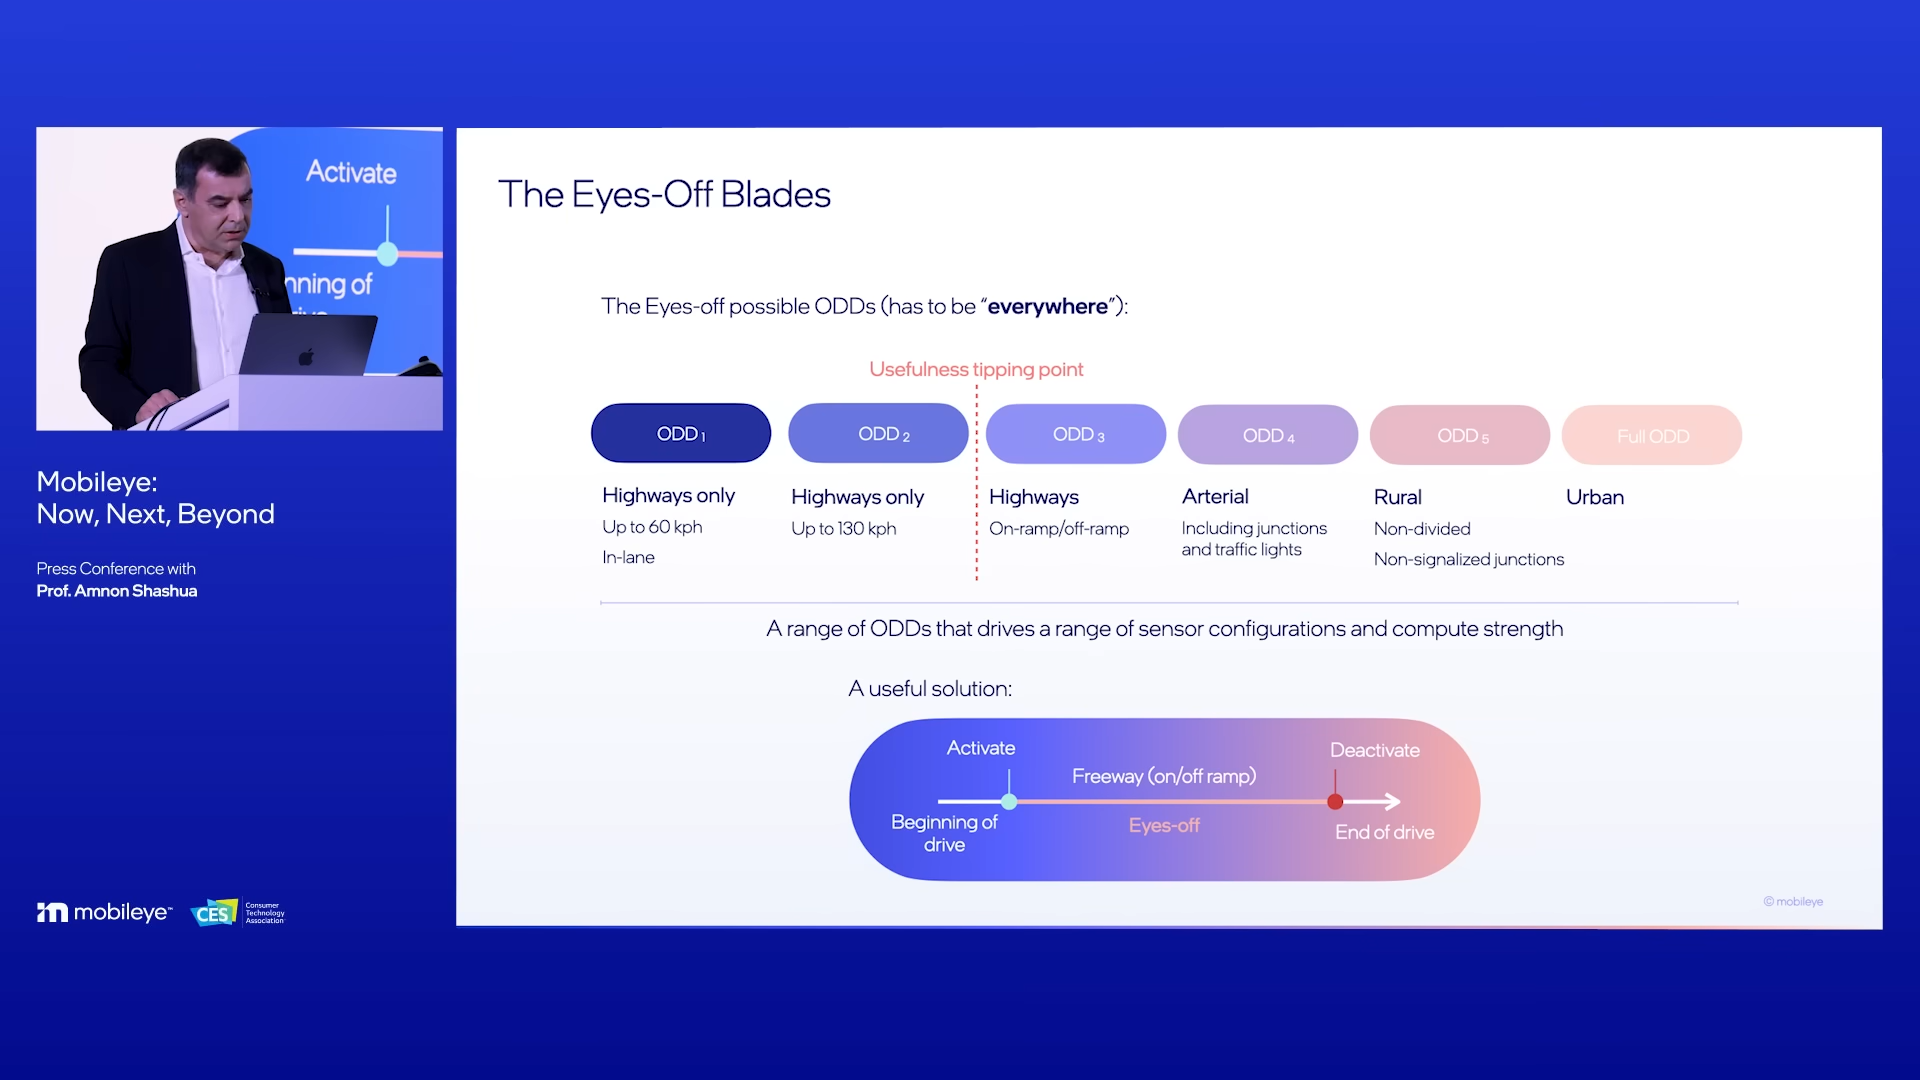 Activate
nning of
Mobileye:
Now, Next, Beyond
Press Conference with
Prof. Amnon Shashua
mobileye™
CES
Consumer
Technology
Association
The Eyes-Off Blades
The Eyes-off possible ODDs (has to be “everywhere”):
Usefulness tipping point
ODD 1
ODD 2
ODD 3
ODD 4
ODD 5
Full ODD
Highways only
Up to 60 kph
In-lane
Highways only
Up to 130 kph
Highways
On-ramp/off-ramp
Arterial
Including junctions
and traffic lights
Rural
Non-divided
Non-signalized junctions
Urban
A range of ODDs that drives a range of sensor configurations and compute strength
A useful solution:
Activate
Deactivate
Freeway (on/off ramp)
Beginning of
drive
Eyes-off
End of drive
© mobileye